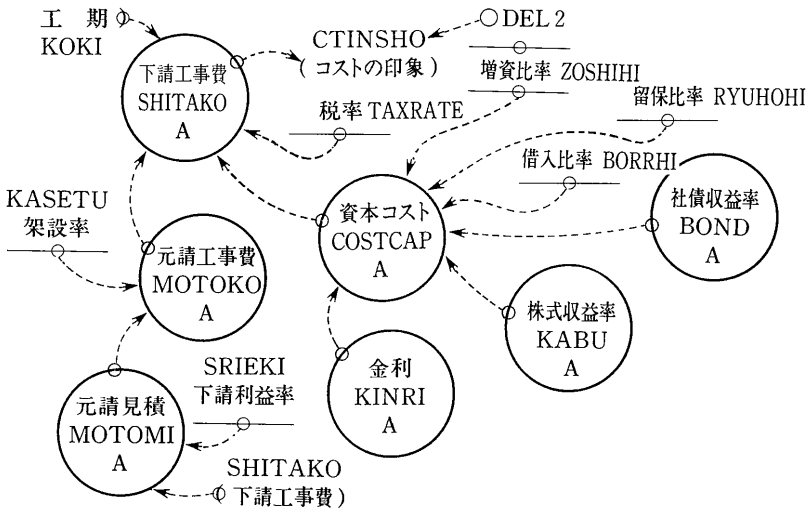 工期
KOKI
下請工事費
SHITAKO
A
CTINSHO
(コストの印象)
DEL2
増資比率 ZOSHIHI
税率 TAXRATE
留保比率 RYUHOHI
借入比率 BORRHI
社債収益率
BOND
A
資本コスト
COSTCAP
A
KASETU
架設率
元請工事費
MOTOKO
A
株式収益率
KABU
A
金利
KINRI
A
SRIEKI
下請利益率
元請見積
MOTOMI
A
SHITAKO
下請工事費)